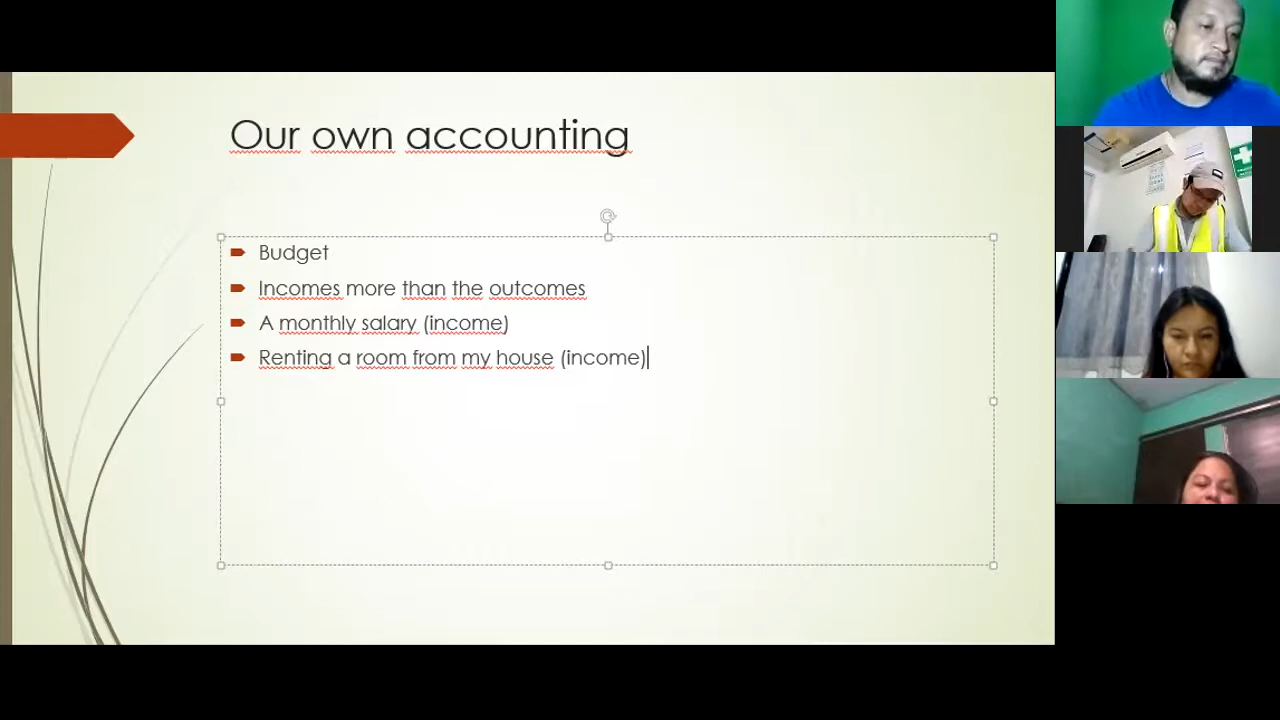 Our own accounting
Budget
Incomes more than the outcomes
A monthly salary (income)
Renting a room from my house (income)